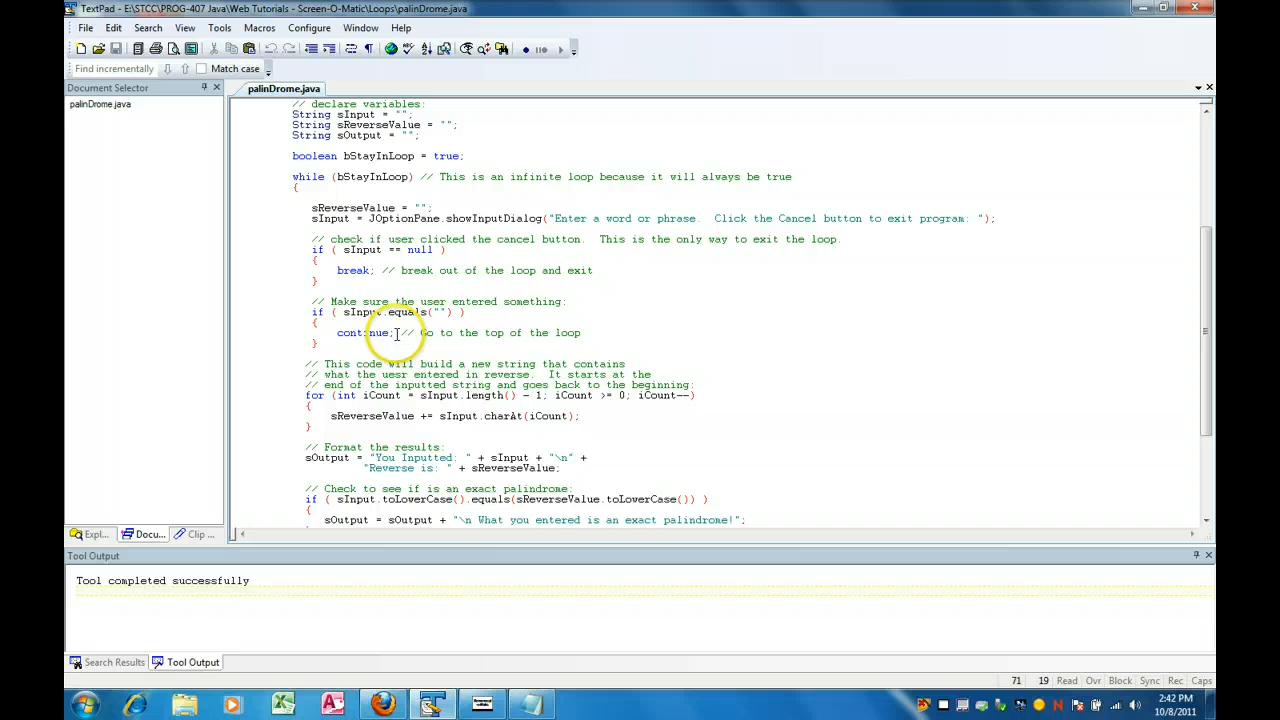 TextPad - E:\STCC\PROG-407 Java\Web Tutorials - Screen-O-Matic\Loops\palinDrome.java
File Edit Search View Tools Macros Configure Window Help
Find incrementally Match case
Document Selector
palinDrome.java
palinDrome.java
// declare variables:
String sInput = "";
String sReverseValue = "";
String sOutput = "";
boolean bStayInLoop = true;
while (bStayInLoop) // This is an infinite loop because it will always be true
{
sReverseValue = "";
sInput = JOptionPane.showInputDialog("Enter a word or phrase.  Click the Cancel button to exit program: ");
// check if user clicked the cancel button.  This is the only way to exit the loop.
if ( sInput == null )
{
break; // break out of the loop and exit
}
// Make sure the user entered something:
if ( sInput.equals("") )
{
continue; // Go to the top of the loop
}
// This code will build a new string that contains
// what the uesr entered in reverse.  It starts at the
// end of the inputted string and goes back to the beginning:
for (int iCount = sInput.length() - 1; iCount >= 0; iCount--)
{
sReverseValue += sInput.charAt(iCount);
}
// Format the results:
sOutput = "You Inputted: " + sInput + "\n" +
"Reverse is: " + sReverseValue;
// Check to see if is an exact palindrome:
if ( sInput.toLowerCase().equals(sReverseValue.toLowerCase()) )
{
sOutput = sOutput + "\n What you entered is an exact palindrome!";
Expl... Docu... Clip ...
Tool Output
Tool completed successfully
Search Results Tool Output
71 19 Read Ovr Block Sync Rec Caps
2:42 PM
10/8/2011